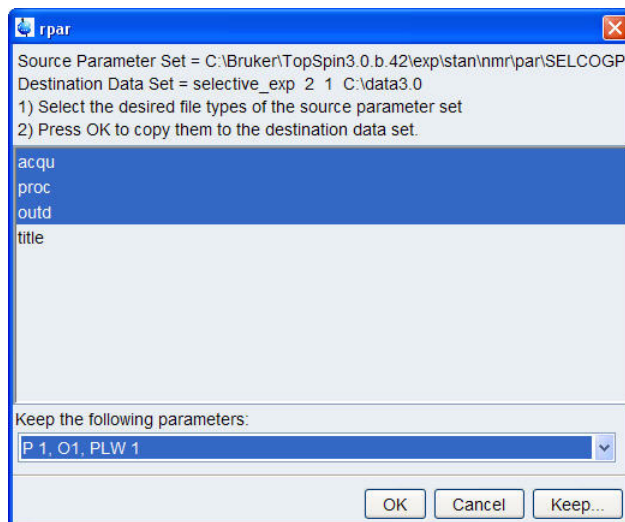 rpar
Source Parameter Set = C:\Bruker\TopSpin3.0.b.42\exp\stan\nmr\par\SELCOGP
Destination Data Set = selective_exp 2 1 C:\data3.0
1) Select the desired file types of the source parameter set
2) Press OK to copy them to the destination data set.
acqu
proc
outd
title
Keep the following parameters:
P 1, O1, PLW 1
OK Cancel Keep...